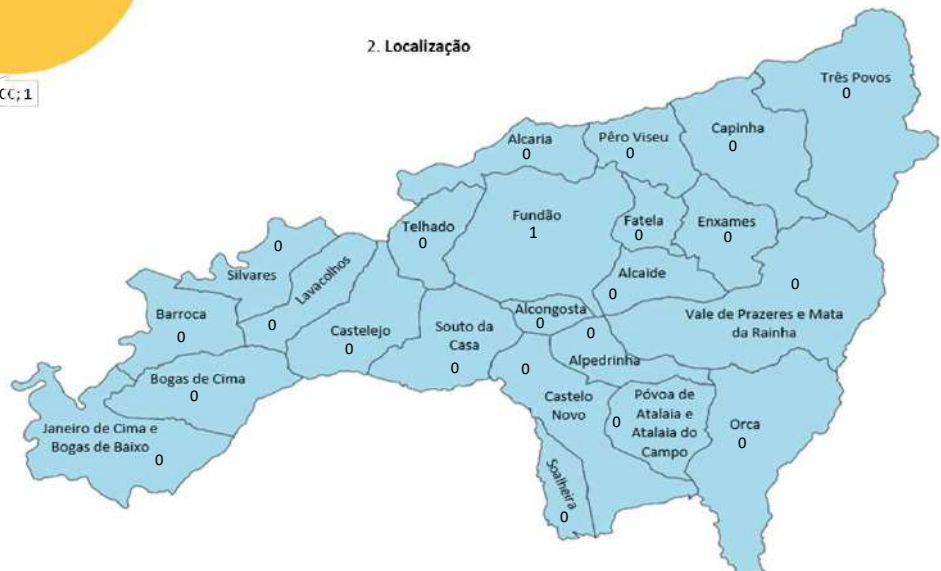 2. Localização
CC; 1
Três Povos
0
Capinha
0
Pêro Viseu
0
Alcaria
0
Fundão
1
Telhado
0
Fatela
0
Enxames
0
0
Silvares
Lavacolhos
0
Alcaide
0
0
Vale de Prazeres e Mata
da Rainha
Barroca
0
Castelejo
0
Souto da
Casa
0
Alcongosta
0
0
Alpedrinha
Bogas de Cima
0
0
Castelo
Novo
Póvoa de
Atalaia e
Atalaia do
Campo
0
Orca
0
Janeiro de Cima e
Bogas de Baixo
0
Soalheira
0